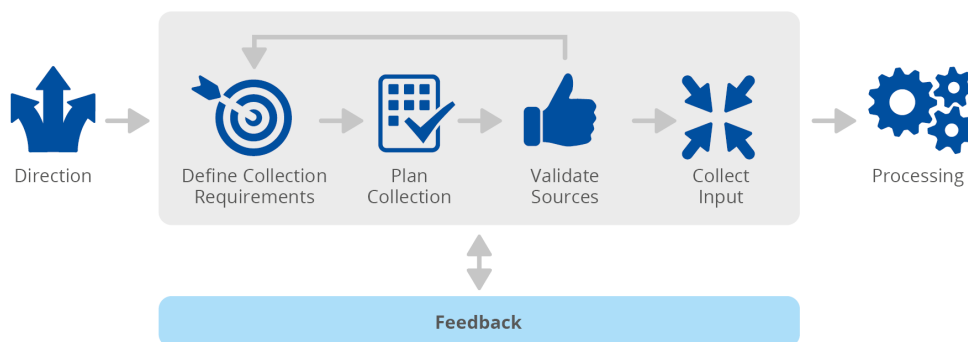 Direction
Define Collection
Requirements
Plan
Collection
Validate
Sources
Collect
Input
Processing
Feedback